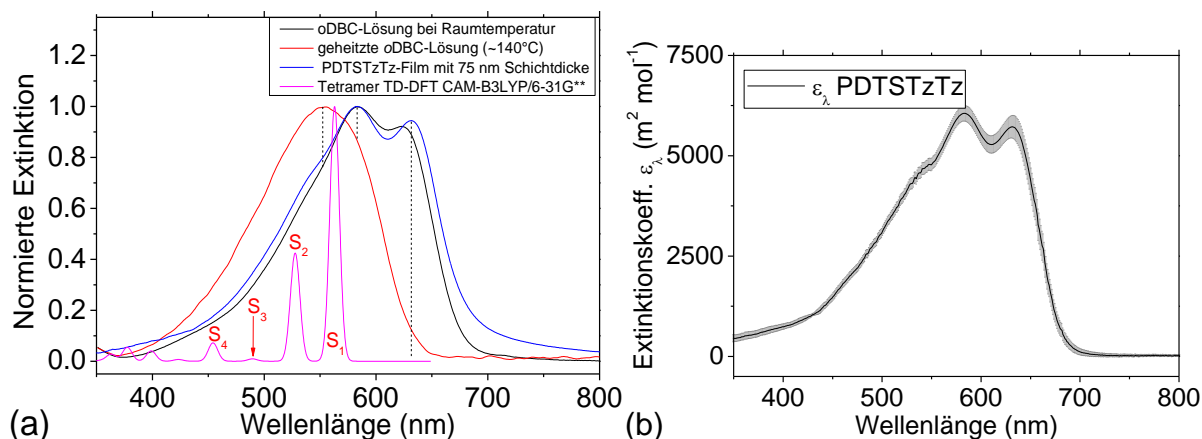 1.2
1.0
0.8
0.6
0.4
0.2
0.0
Normierte Extinktion
oDBC-Lösung bei Raumtemperatur
geheitzte oDBC-Lösung (~140°C)
PDTSTzTz-Film mit 75 nm Schichtdicke
Tetramer TD-DFT CAM-B3LYP/6-31G**
S4
S3
S2
S1
400 500 600 700 800
Wellenlänge (nm)
(a)
7500
5000
2500
0
Extinktionskoeff. ελ (m² mol⁻¹)
ελ PDTSTzTz
400 500 600 700 800
Wellenlänge (nm)
(b)